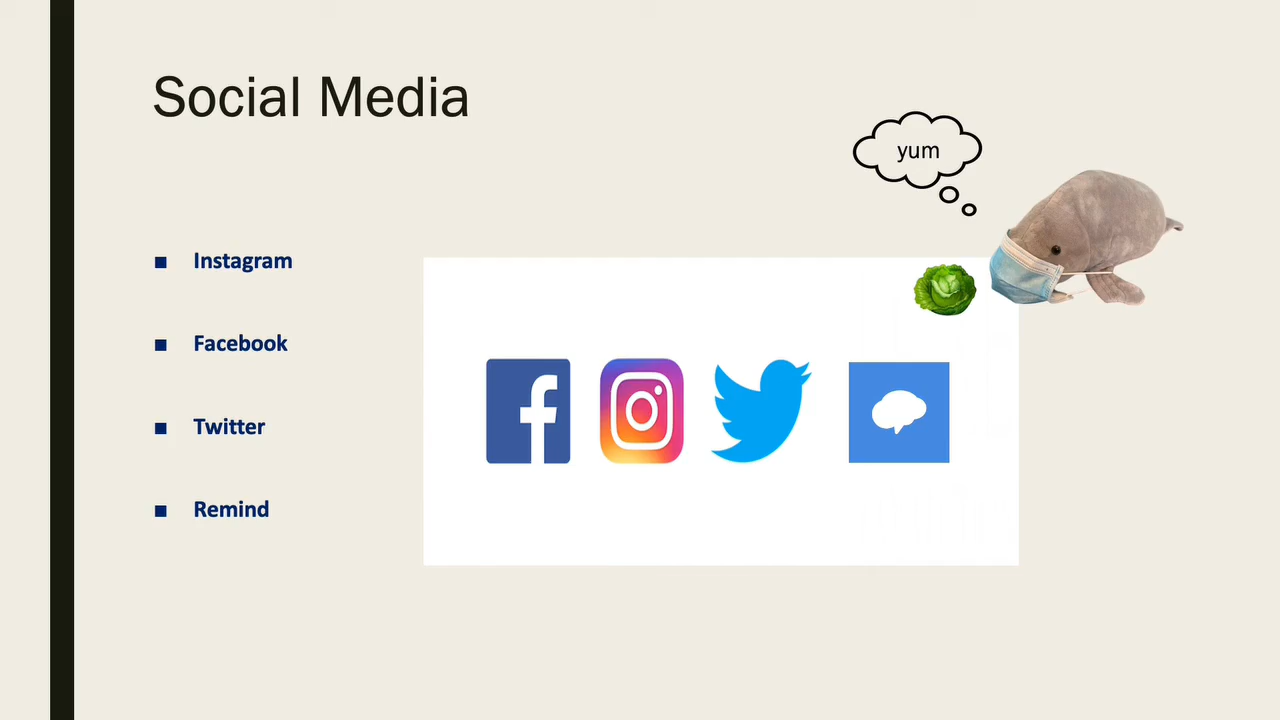 Social Media
yum
Instagram
Facebook
Twitter
Remind